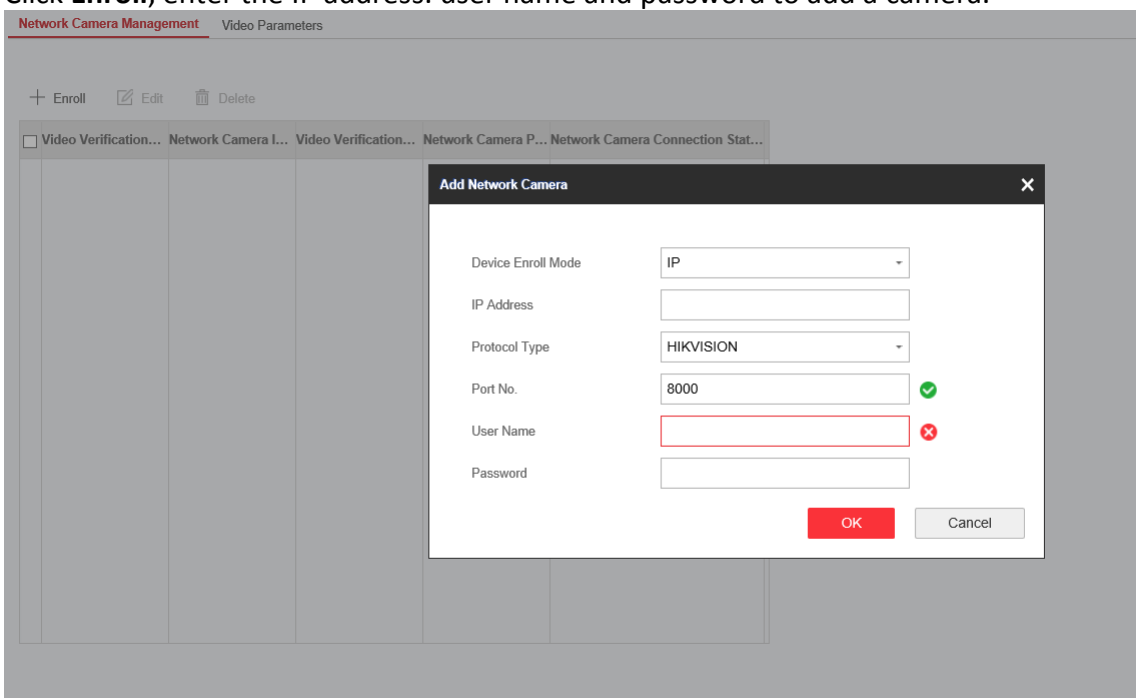 Click Enroll, enter the IP address. user name and password to add a camera.
Network Camera Management Video Parameters
Enroll Edit Delete
Video Verification... Network Camera I... Video Verification... Network Camera P... Network Camera Connection Stat...
Add Network Camera
Device Enroll Mode IP
IP Address
Protocol Type HIKVISION
Port No. 8000
User Name
Password
OK Cancel